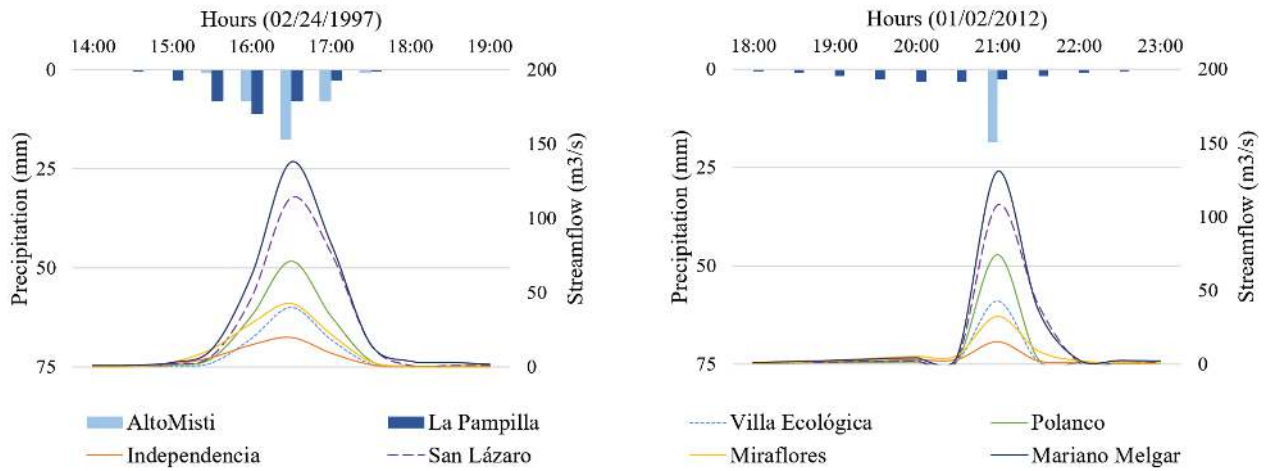 Hours (02/24/1997)
14:00 15:00 16:00 17:00 18:00 19:00
0 200
25 150
50 100
75 50
0
Precipitation (mm)
Streamflow (m3/s)
Hours (01/02/2012)
18:00 19:00 20:00 21:00 22:00 23:00
0 200
25 150
50 100
75 50
0
Precipitation (mm)
Streamflow (m3/s)
AltoMisti La Pampilla Villa Ecológica Polanco
Independencia San Lázaro Miraflores Mariano Melgar